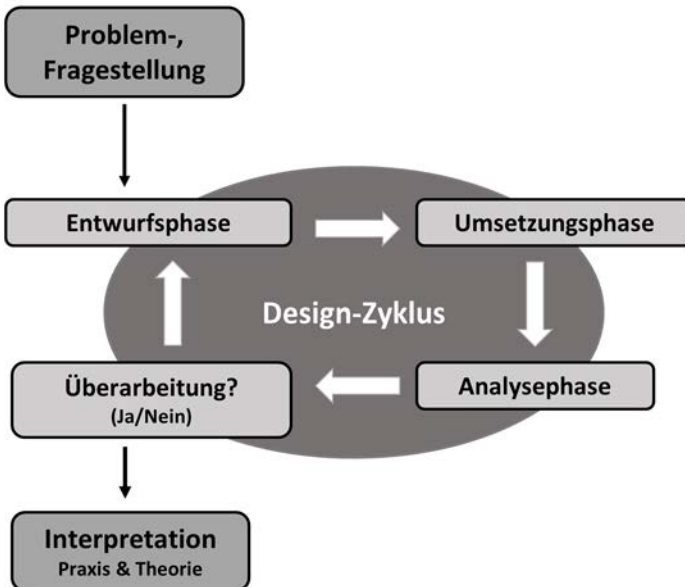 Problem-,
Fragestellung
Entwurfsphase
Umsetzungsphase
Design-Zyklus
Überarbeitung?
(Ja/Nein)
Analysephase
Interpretation
Praxis & Theorie